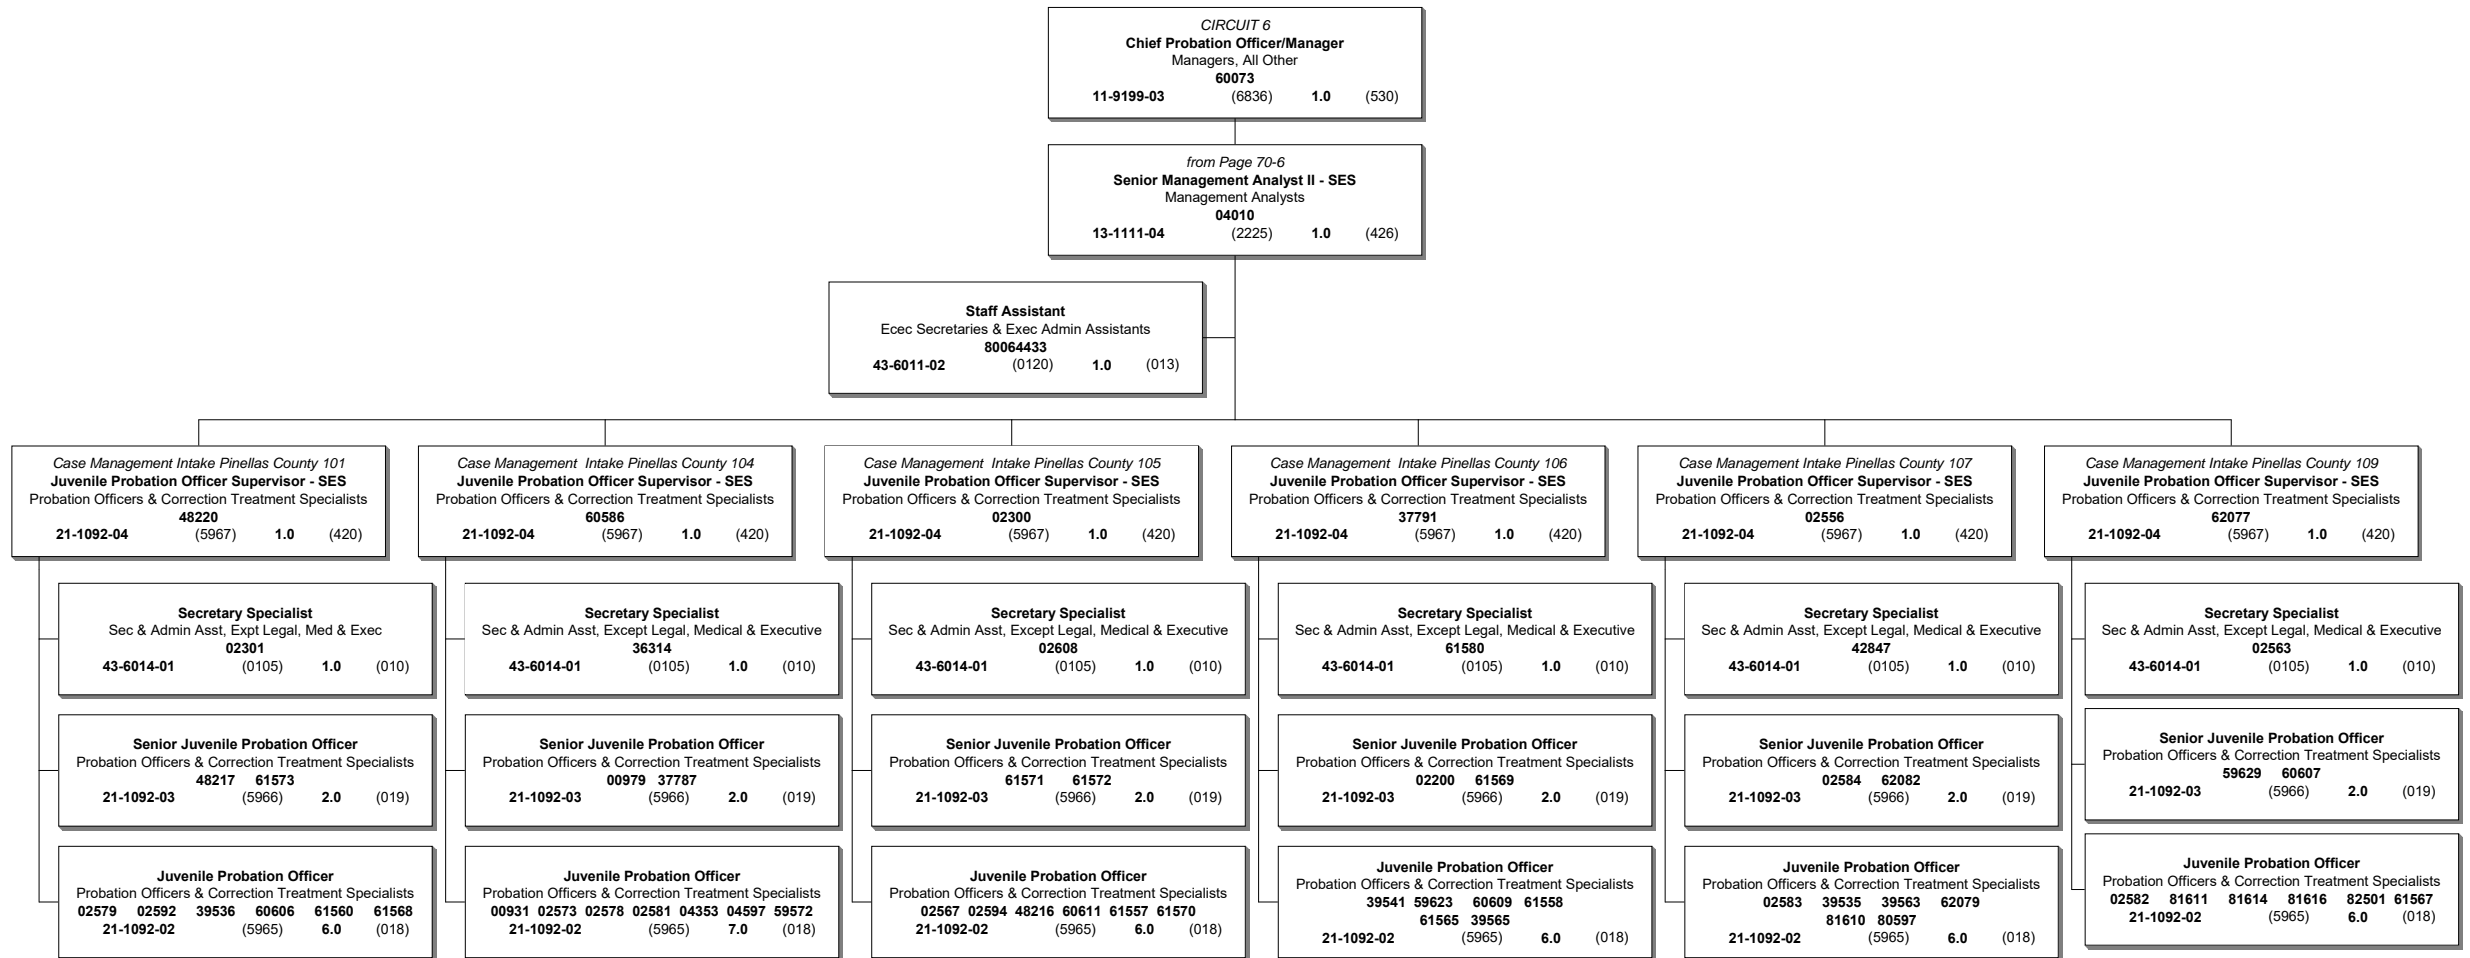 CIRCUIT 6
Chief Probation Officer/Manager
Managers, All Other
60073
11-9199-03 (6836) 1.0 (530)
from Page 70-6
Senior Management Analyst II - SES
Management Analysts
04010
13-1111-04 (2225) 1.0 (426)
Staff Assistant
Ecec Secretaries & Exec Admin Assistants
80064433
43-6011-02 (0120) 1.0 (013)
Case Management Intake Pinellas County 101
Juvenile Probation Officer Supervisor - SES
Probation Officers & Correction Treatment Specialists
48220
21-1092-04 (5967) 1.0 (420)
Secretary Specialist
Sec & Admin Asst, Expt Legal, Med & Exec
02301
43-6014-01 (0105) 1.0 (010)
Senior Juvenile Probation Officer
Probation Officers & Correction Treatment Specialists
48217 61573
21-1092-03 (5966) 2.0 (019)
Juvenile Probation Officer
Probation Officers & Correction Treatment Specialists
02579 02592 39536 60606 61560 61568
21-1092-02 (5965) 6.0 (018)
Case Management Intake Pinellas County 104
Juvenile Probation Officer Supervisor - SES
Probation Officers & Correction Treatment Specialists
60586
21-1092-04 (5967) 1.0 (420)
Secretary Specialist
Sec & Admin Asst, Except Legal, Medical & Executive
36314
43-6014-01 (0105) 1.0 (010)
Senior Juvenile Probation Officer
Probation Officers & Correction Treatment Specialists
00979 37787
21-1092-03 (5966) 2.0 (019)
Juvenile Probation Officer
Probation Officers & Correction Treatment Specialists
00931 02573 02578 02581 04353 04597 59572
21-1092-02 (5965) 7.0 (018)
Case Management Intake Pinellas County 105
Juvenile Probation Officer Supervisor - SES
Probation Officers & Correction Treatment Specialists
02300
21-1092-04 (5967) 1.0 (420)
Secretary Specialist
Sec & Admin Asst, Except Legal, Medical & Executive
02608
43-6014-01 (0105) 1.0 (010)
Senior Juvenile Probation Officer
Probation Officers & Correction Treatment Specialists
61571 61572
21-1092-03 (5966) 2.0 (019)
Juvenile Probation Officer
Probation Officers & Correction Treatment Specialists
02567 02594 48216 60611 61557 61570
21-1092-02 (5965) 6.0 (018)
Case Management Intake Pinellas County 106
Juvenile Probation Officer Supervisor - SES
Probation Officers & Correction Treatment Specialists
37791
21-1092-04 (5967) 1.0 (420)
Secretary Specialist
Sec & Admin Asst, Except Legal, Medical & Executive
61580
43-6014-01 (0105) 1.0 (010)
Senior Juvenile Probation Officer
Probation Officers & Correction Treatment Specialists
02200 61569
21-1092-03 (5966) 2.0 (019)
Juvenile Probation Officer
Probation Officers & Correction Treatment Specialists
39541 59623 60609 61558
61565 39565
21-1092-02 (5965) 6.0 (018)
Case Management Intake Pinellas County 107
Juvenile Probation Officer Supervisor - SES
Probation Officers & Correction Treatment Specialists
02556
21-1092-04 (5967) 1.0 (420)
Secretary Specialist
Sec & Admin Asst, Except Legal, Medical & Executive
42847
43-6014-01 (0105) 1.0 (010)
Senior Juvenile Probation Officer
Probation Officers & Correction Treatment Specialists
02584 62082
21-1092-03 (5966) 2.0 (019)
Juvenile Probation Officer
Probation Officers & Correction Treatment Specialists
02583 39535 39563 62079
81610 80597
21-1092-02 (5965) 6.0 (018)
Case Management Intake Pinellas County 109
Juvenile Probation Officer Supervisor - SES
Probation Officers & Correction Treatment Specialists
62077
21-1092-04 (5967) 1.0 (420)
Secretary Specialist
Sec & Admin Asst, Except Legal, Medical & Executive
02563
43-6014-01 (0105) 1.0 (010)
Senior Juvenile Probation Officer
Probation Officers & Correction Treatment Specialists
59629 60607
21-1092-03 (5966) 2.0 (019)
Juvenile Probation Officer
Probation Officers & Correction Treatment Specialists
02582 81611 81614 81616 82501 61567
21-1092-02 (5965) 6.0 (018)